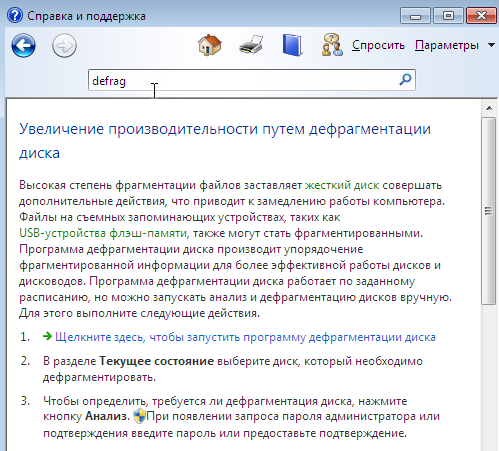 Справка и поддержка
Спросить Параметры
defrag
Увеличение производительности путем дефрагментации
диска
Высокая степень фрагментации файлов заставляет жесткий диск совершать
дополнительные действия, что приводит к замедлению работы компьютера.
Файлы на съемных запоминающих устройствах, таких как
USB-устройства флэш-памяти, также могут стать фрагментированными.
Программа дефрагментации диска производит упорядочение
фрагментированной информации для более эффективной работы дисков и
дисководов. Программа дефрагментации диска работает по заданному
расписанию, но можно запускать анализ и дефрагментацию дисков вручную.
Для этого выполните следующие действия.
1. Щелкните здесь, чтобы запустить программу дефрагментации диска
2. В разделе Текущее состояние выберите диск, который необходимо
дефрагментировать.
3. Чтобы определить, требуется ли дефрагментация диска, нажмите
кнопку Анализ. При появлении запроса пароля администратора или
подтверждения введите пароль или предоставьте подтверждение.